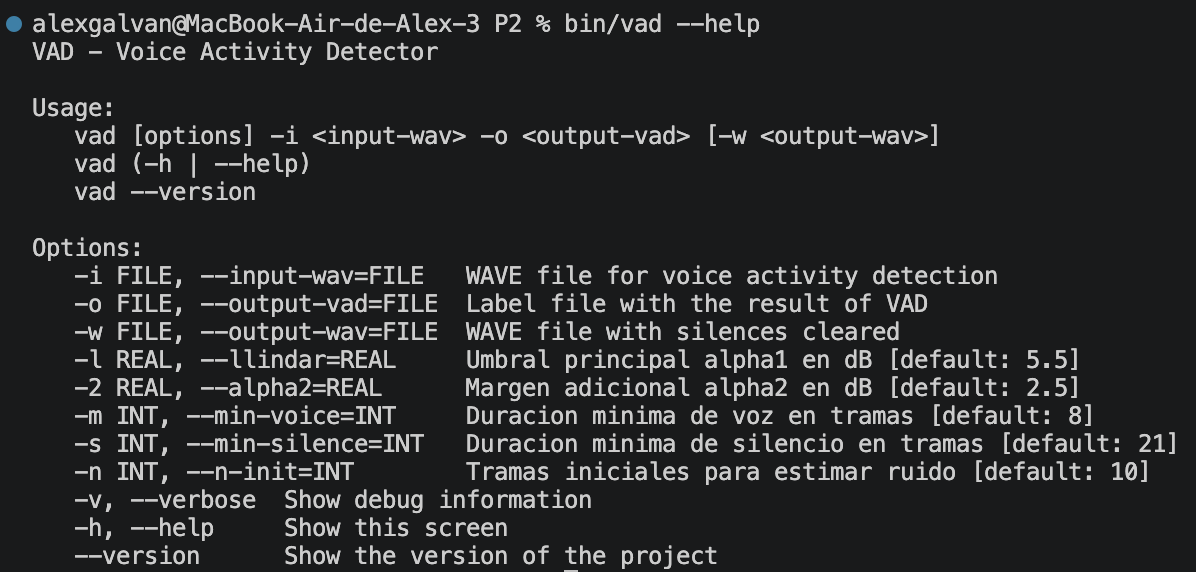 alexgalvan@MacBook-Air-de-Alex-3 P2 % bin/vad --help
VAD - Voice Activity Detector

Usage:
   vad [options] -i <input-wav> -o <output-vad> [-w <output-wav>]
   vad (-h | --help)
   vad --version

Options:
   -i FILE, --input-wav=FILE   WAVE file for voice activity detection
   -o FILE, --output-vad=FILE  Label file with the result of VAD
   -w FILE, --output-wav=FILE  WAVE file with silences cleared
   -l REAL, --llindar=REAL     Umbral principal alpha1 en dB [default: 5.5]
   -2 REAL, --alpha2=REAL      Margen adicional alpha2 en dB [default: 2.5]
   -m INT, --min-voice=INT     Duracion minima de voz en tramas [default: 8]
   -s INT, --min-silence=INT   Duracion minima de silencio en tramas [default: 21]
   -n INT, --n-init=INT        Tramas iniciales para estimar ruido [default: 10]
   -v, --verbose  Show debug information
   -h, --help     Show this screen
   --version      Show the version of the project